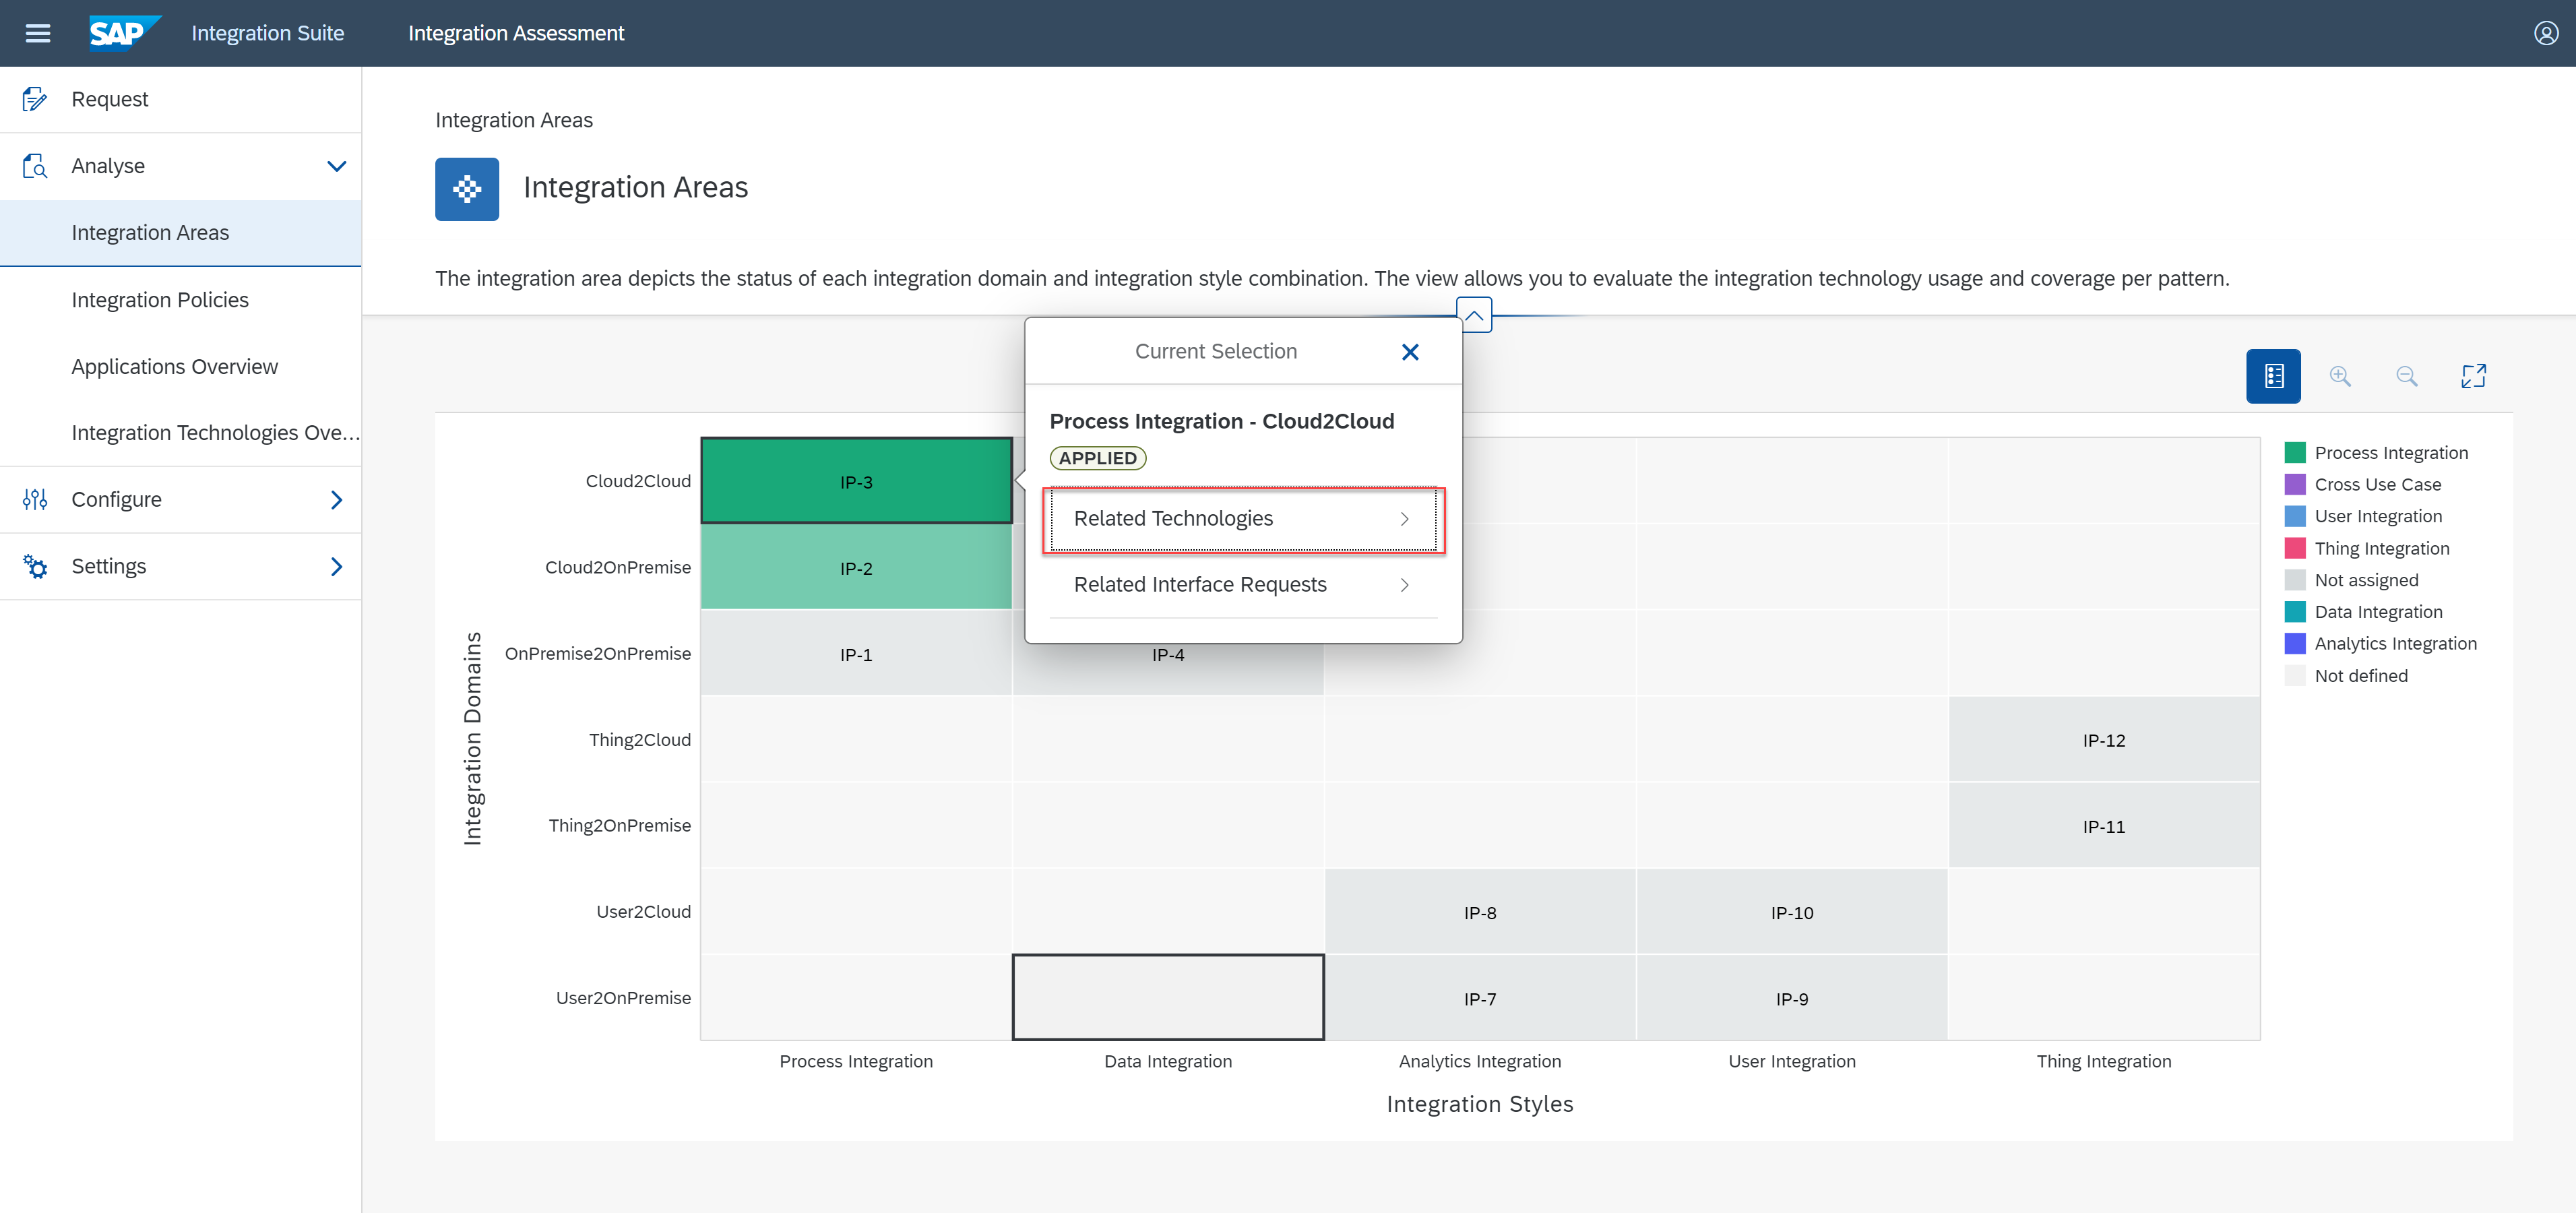 SAP Integration Suite Integration Assessment
Request
Analyse
Integration Areas
Integration Policies
Applications Overview
Integration Technologies Ove...
Configure
Settings
Integration Areas
Integration Areas
The integration area depicts the status of each integration domain and integration style combination. The view allows you to evaluate the integration technology usage and coverage per pattern.
Current Selection
Process Integration - Cloud2Cloud
APPLIED
Related Technologies
Related Interface Requests
Integration Domains
Cloud2Cloud IP-3
Cloud2OnPremise IP-2
OnPremise2OnPremise IP-1 IP-4
Thing2Cloud IP-12
Thing2OnPremise IP-11
User2Cloud IP-8 IP-10
User2OnPremise IP-7 IP-9
Process Integration Data Integration Analytics Integration User Integration Thing Integration
Integration Styles
Process Integration
Cross Use Case
User Integration
Thing Integration
Not assigned
Data Integration
Analytics Integration
Not defined